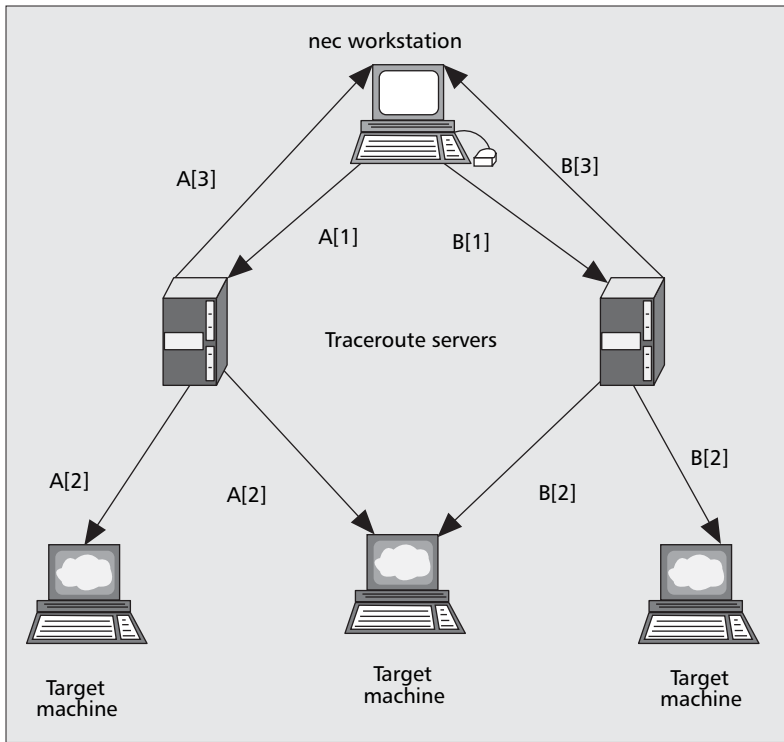 nec workstation
A[3]
B[3]
A[1]
B[1]
Traceroute servers
A[2]
A[2]
B[2]
B[2]
Target
machine
Target
machine
Target
machine